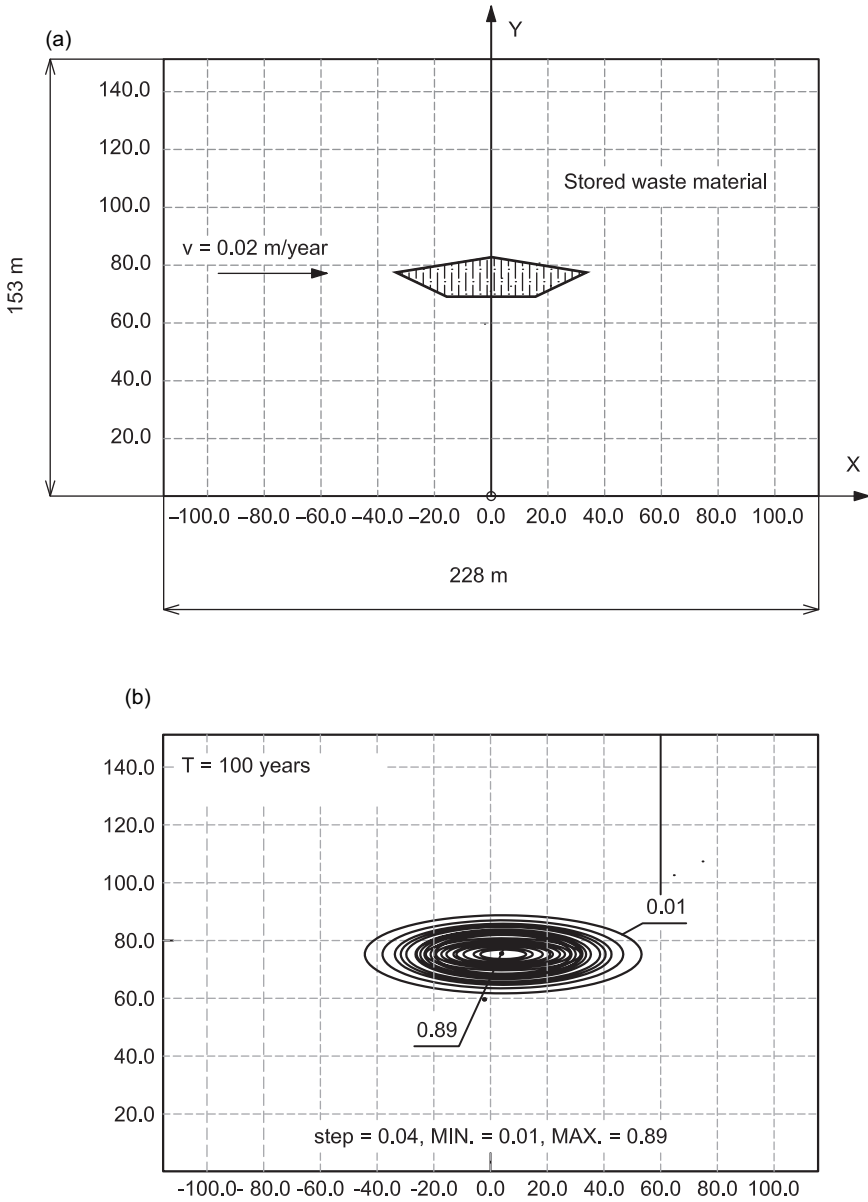 (a)
Y
140.0
120.0
Stored waste material
100.0
v = 0.02 m/year
80.0
153 m
60.0
40.0
20.0
X
–100.0 –80.0 –60.0 –40.0 –20.0 0.0 20.0 40.0 60.0 80.0 100.0
228 m
(b)
T = 100 years
140.0
120.0
100.0
0.01
80.0
60.0
0.89
40.0
20.0
step = 0.04, MIN. = 0.01, MAX. = 0.89
-100.0- -80.0 -60.0 -40.0 -20.0 0.0 20.0 40.0 60.0 80.0 100.0